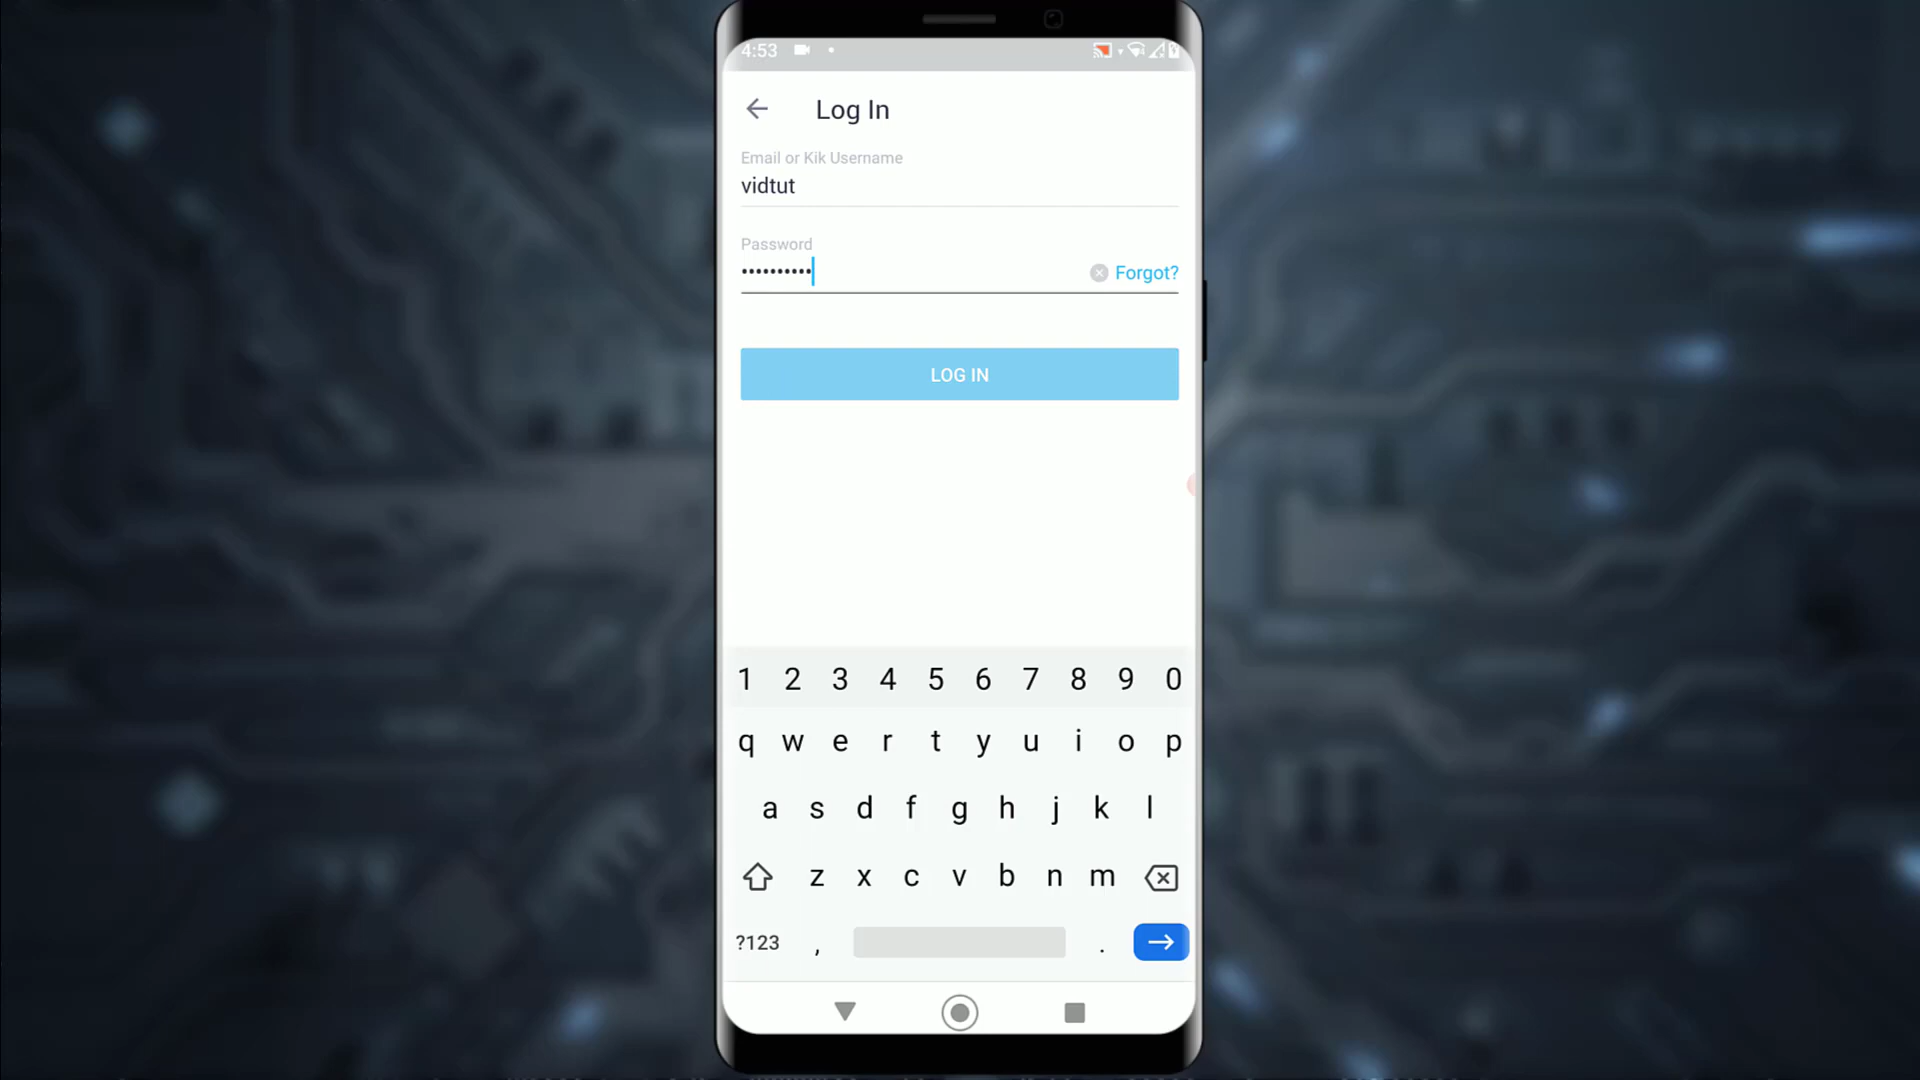 4:53
Log In
Email or Kik Username
vidtut
Password
••••••••••
Forgot?
LOG IN
1 2 3 4 5 6 7 8 9 0
q w e r t y u i o p
a s d f g h j k l
z x c v b n m
?123 , .